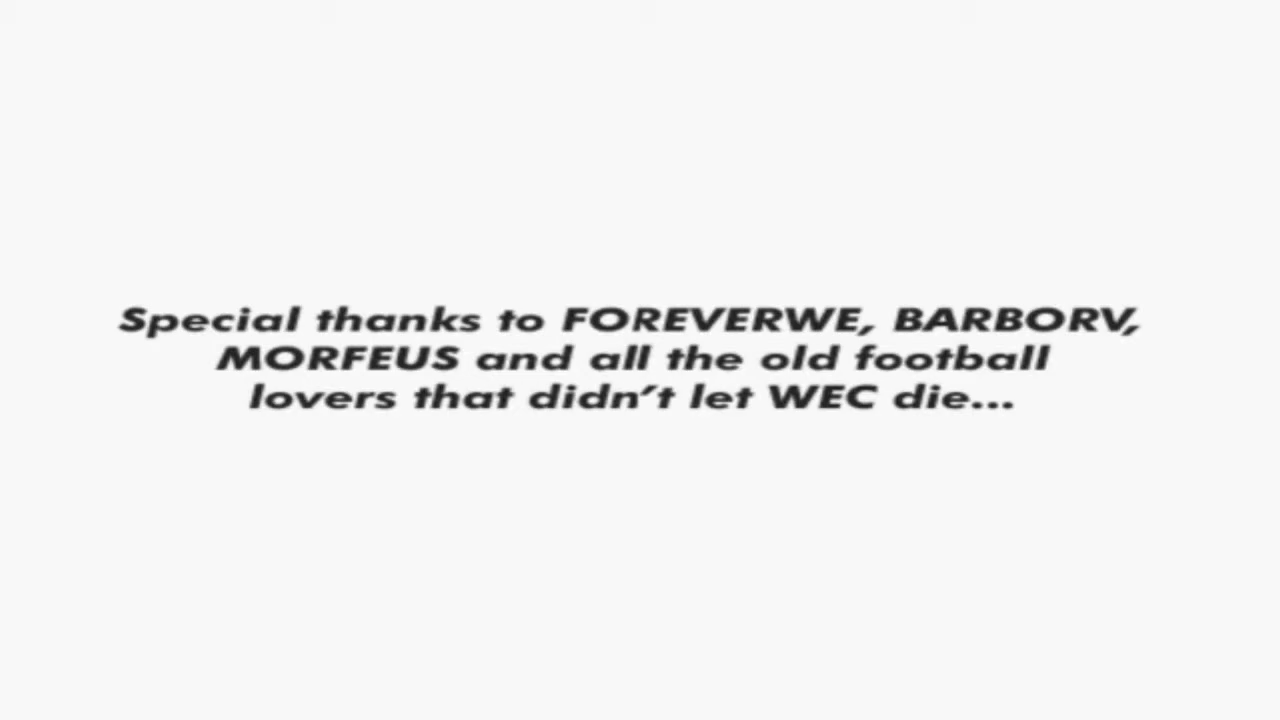 Special thanks to FOREVERWE, BARBORV,
MORFEUS and all the old football
lovers that didn’t let WEC die...